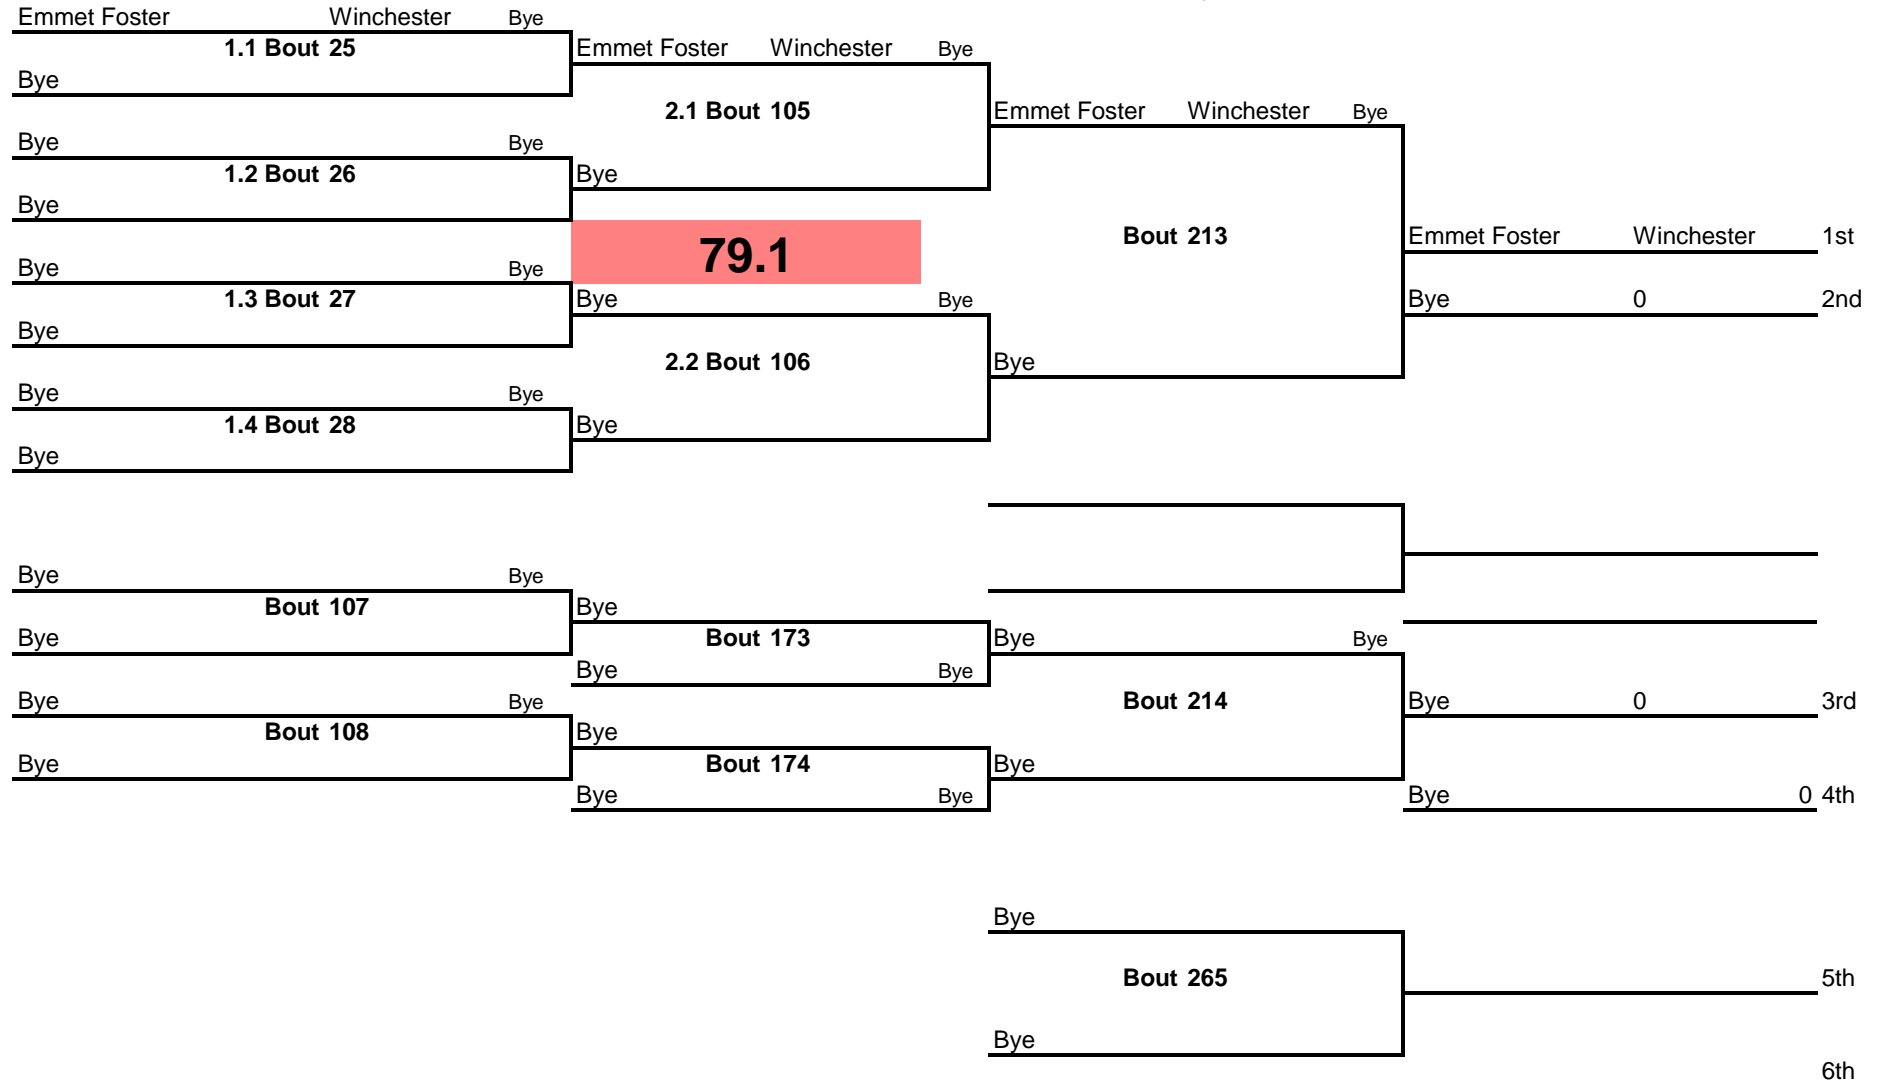 Emmet Foster Winchester Bye
1.1 Bout 25 Emmet Foster Winchester Bye
Bye
2.1 Bout 105 Emmet Foster Winchester Bye
Bye Bye
1.2 Bout 26 Bye
Bye
79.1 Bout 213 Emmet Foster Winchester 1st
Bye Bye
1.3 Bout 27 Bye Bye Bye 0 2nd
Bye
2.2 Bout 106 Bye
Bye Bye
1.4 Bout 28 Bye
Bye
Bye Bye
Bout 107 Bye
Bye Bout 173 Bye Bye
Bye Bye
Bye Bye Bout 214 Bye 0 3rd
Bout 108 Bye
Bye Bout 174 Bye
Bye Bye Bye 0 4th
Bye
Bout 265 5th
Bye
6th